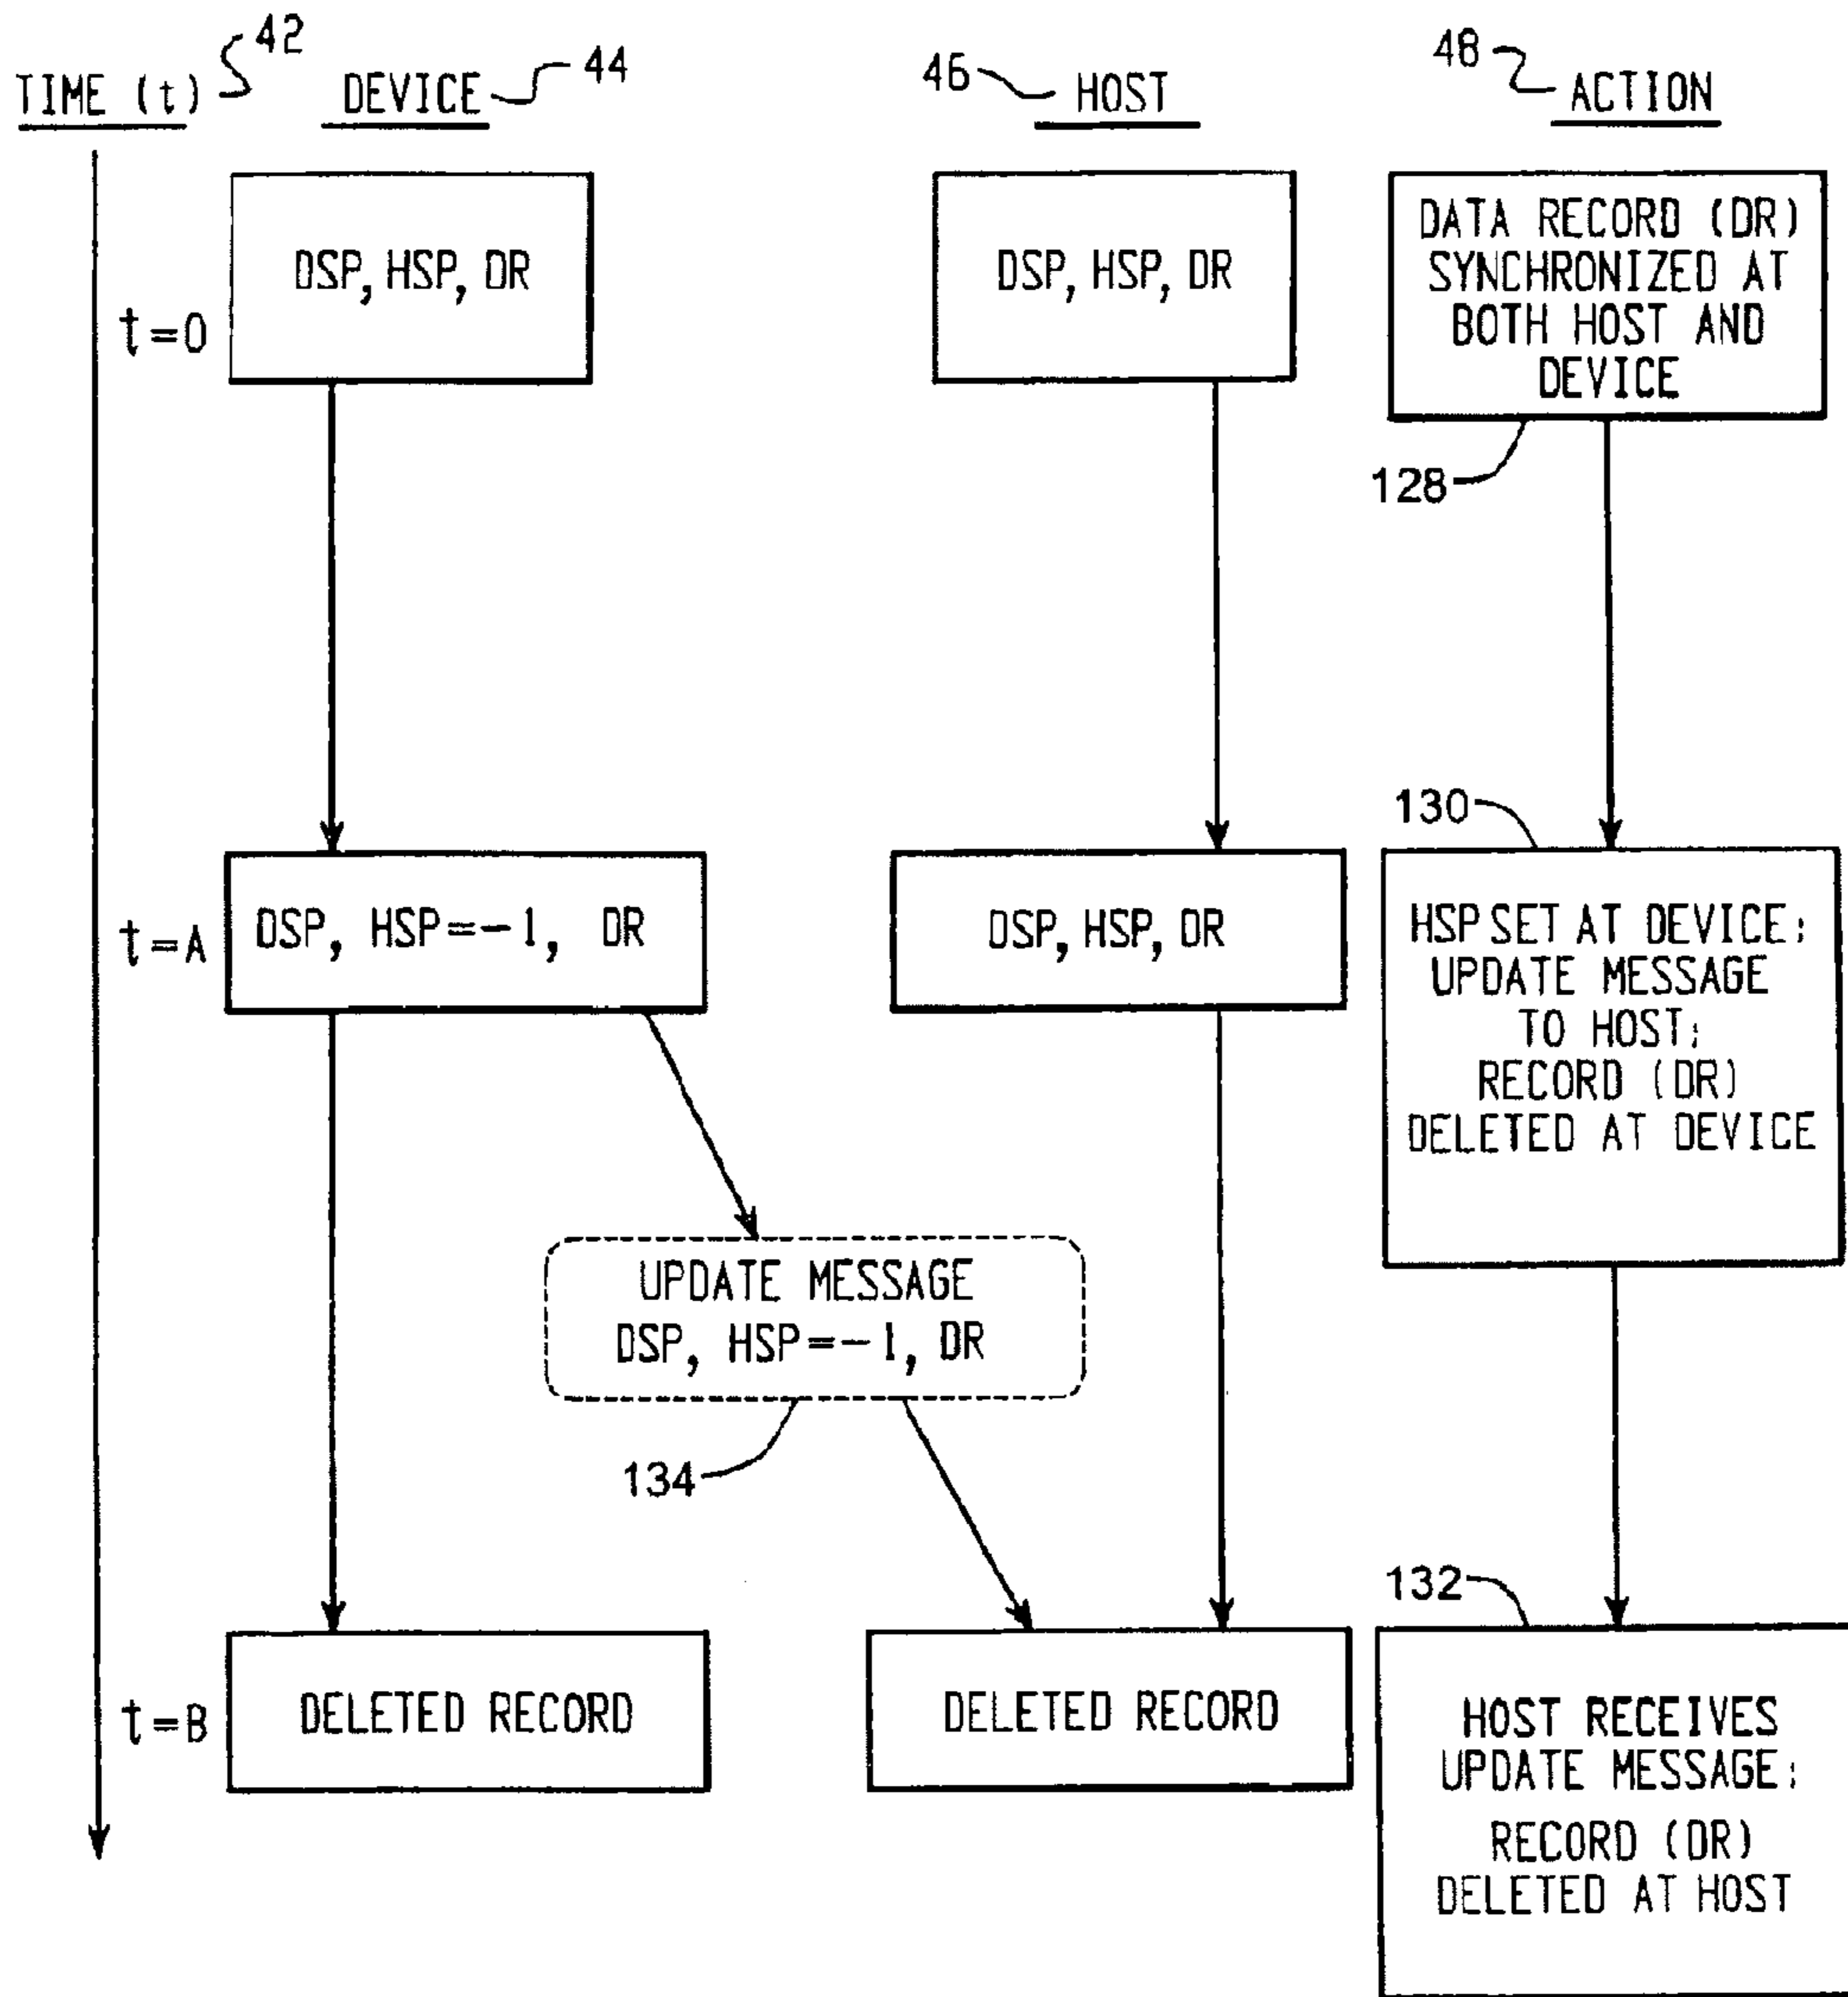 TIME (t) 42
DEVICE 44
46 HOST
48 ACTION
t=0
DSP, HSP, DR
DSP, HSP, DR
DATA RECORD (DR)
SYNCHRONIZED AT
BOTH HOST AND
DEVICE
128
t=A
DSP, HSP=-1, DR
DSP, HSP, DR
130
HSP SET AT DEVICE;
UPDATE MESSAGE
TO HOST;
RECORD (DR)
DELETED AT DEVICE
UPDATE MESSAGE
DSP, HSP=-1, DR
134
t=B
DELETED RECORD
DELETED RECORD
132
HOST RECEIVES
UPDATE MESSAGE;
RECORD (DR)
DELETED AT HOST